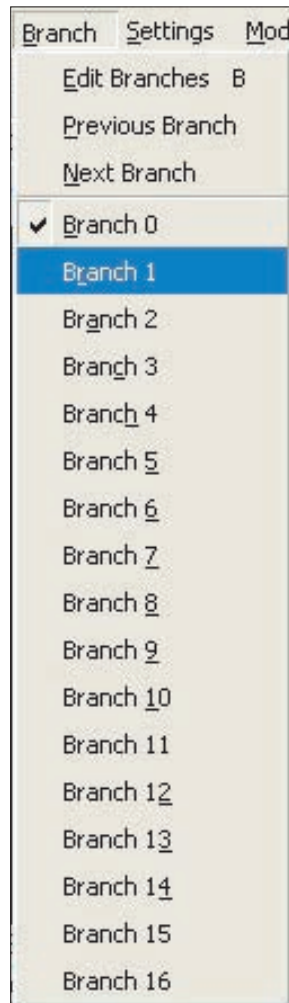 Branch Settings Mod
Edit Branches B
Previous Branch
Next Branch
Branch 0
Branch 1
Branch 2
Branch 3
Branch 4
Branch 5
Branch 6
Branch 7
Branch 8
Branch 9
Branch 10
Branch 11
Branch 12
Branch 13
Branch 14
Branch 15
Branch 16